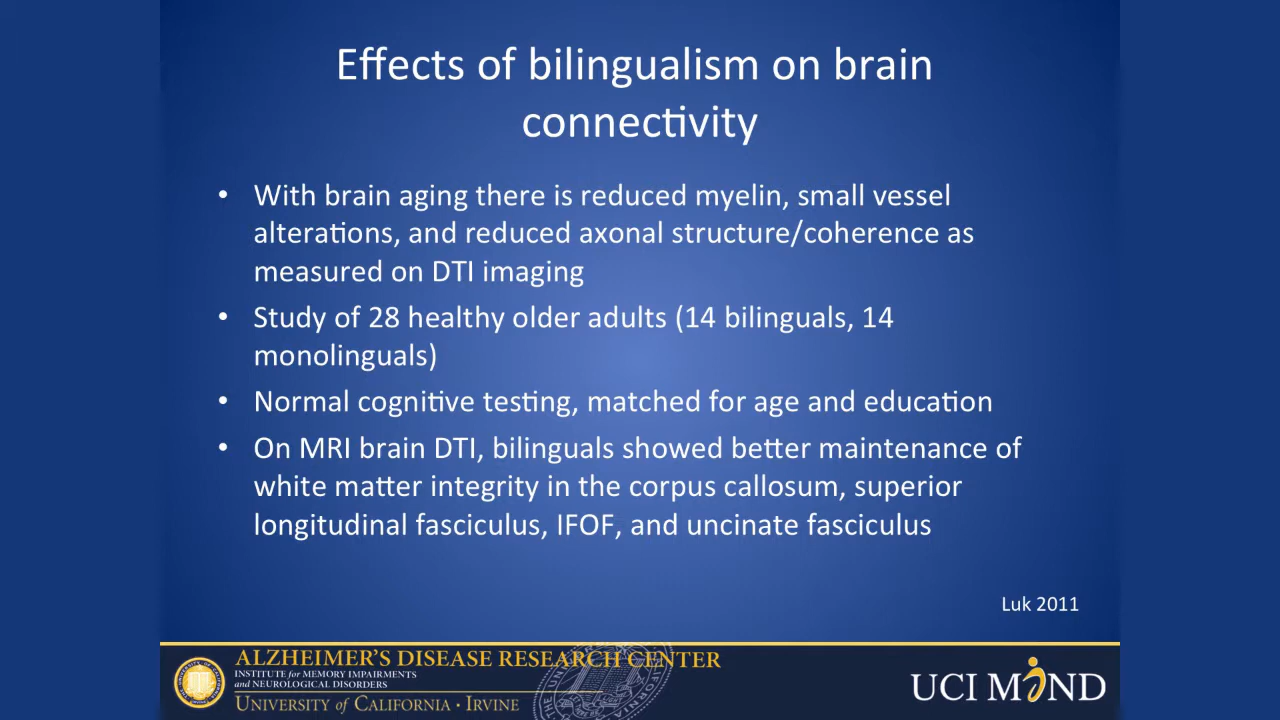 Effects of bilingualism on brain
connectivity
• With brain aging there is reduced myelin, small vessel
alterations, and reduced axonal structure/coherence as
measured on DTI imaging
• Study of 28 healthy older adults (14 bilinguals, 14
monolinguals)
• Normal cognitive testing, matched for age and education
• On MRI brain DTI, bilinguals showed better maintenance of
white matter integrity in the corpus callosum, superior
longitudinal fasciculus, IFOF, and uncinate fasciculus
Luk 2011
ALZHEIMER'S DISEASE RESEARCH CENTER
INSTITUTE for MEMORY IMPAIRMENTS
and NEUROLOGICAL DISORDERS
UNIVERSITY of CALIFORNIA · IRVINE
UCI MIND